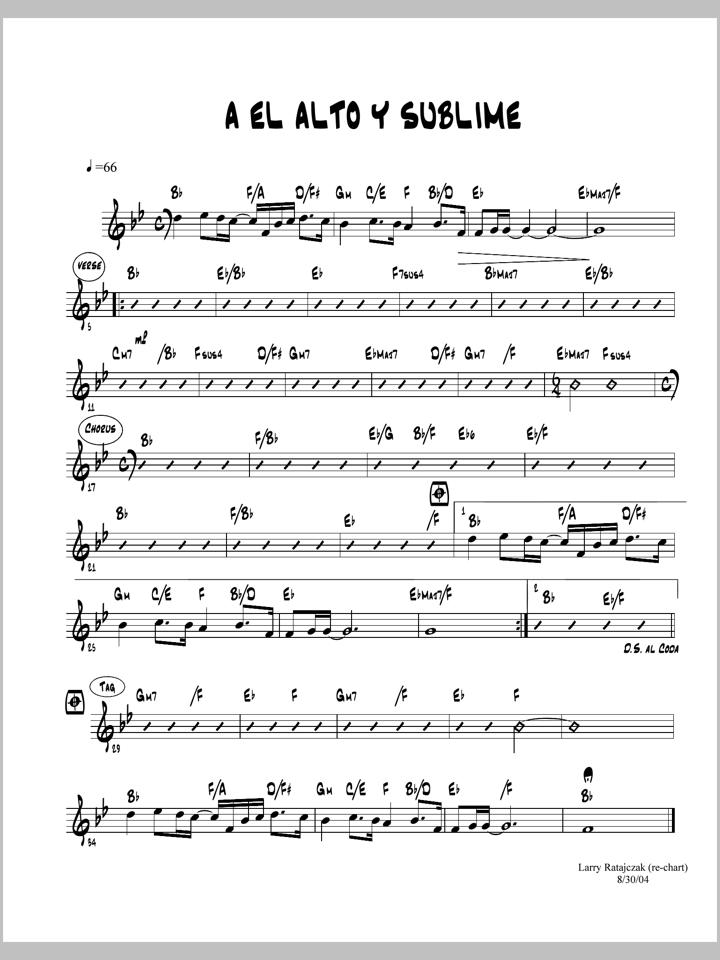 A EL ALTO Y SUBLIME
♩=66
B♭ F/A D/F# Gm C/E F B♭/D E♭ E♭Maj7/F
VERSE
B♭ E♭/B♭ E♭ F7sus4 B♭Maj7 E♭/B♭
5
mf
Cm7 /B♭ Fsus4 D/F# Gm7 E♭Maj7 D/F# Gm7 /F E♭Maj7 Fsus4
11
CHORUS
B♭ F/B♭ E♭/G B♭/F E♭6 E♭/F
17
B♭ F/B♭ E♭ /F 1 B♭ F/A D/F#
21
Gm C/E F B♭/D E♭ E♭Maj7/F 2 B♭ E♭/F
25
D.S. AL CODA
TAG
Gm7 /F E♭ F Gm7 /F E♭ F
29
B♭ F/A D/F# Gm C/E F B♭/D E♭ /F B♭
34
Larry Ratajczak (re-chart)
8/30/04